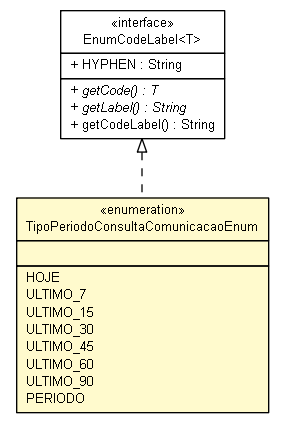 «interface»
EnumCodeLabel<T>
+ HYPHEN : String
+ getCode() : T
+ getLabel() : String
+ getCodeLabel() : String
«enumeration»
TipoPeriodoConsultaComunicacaoEnum
HOJE
ULTIMO_7
ULTIMO_15
ULTIMO_30
ULTIMO_45
ULTIMO_60
ULTIMO_90
PERIODO